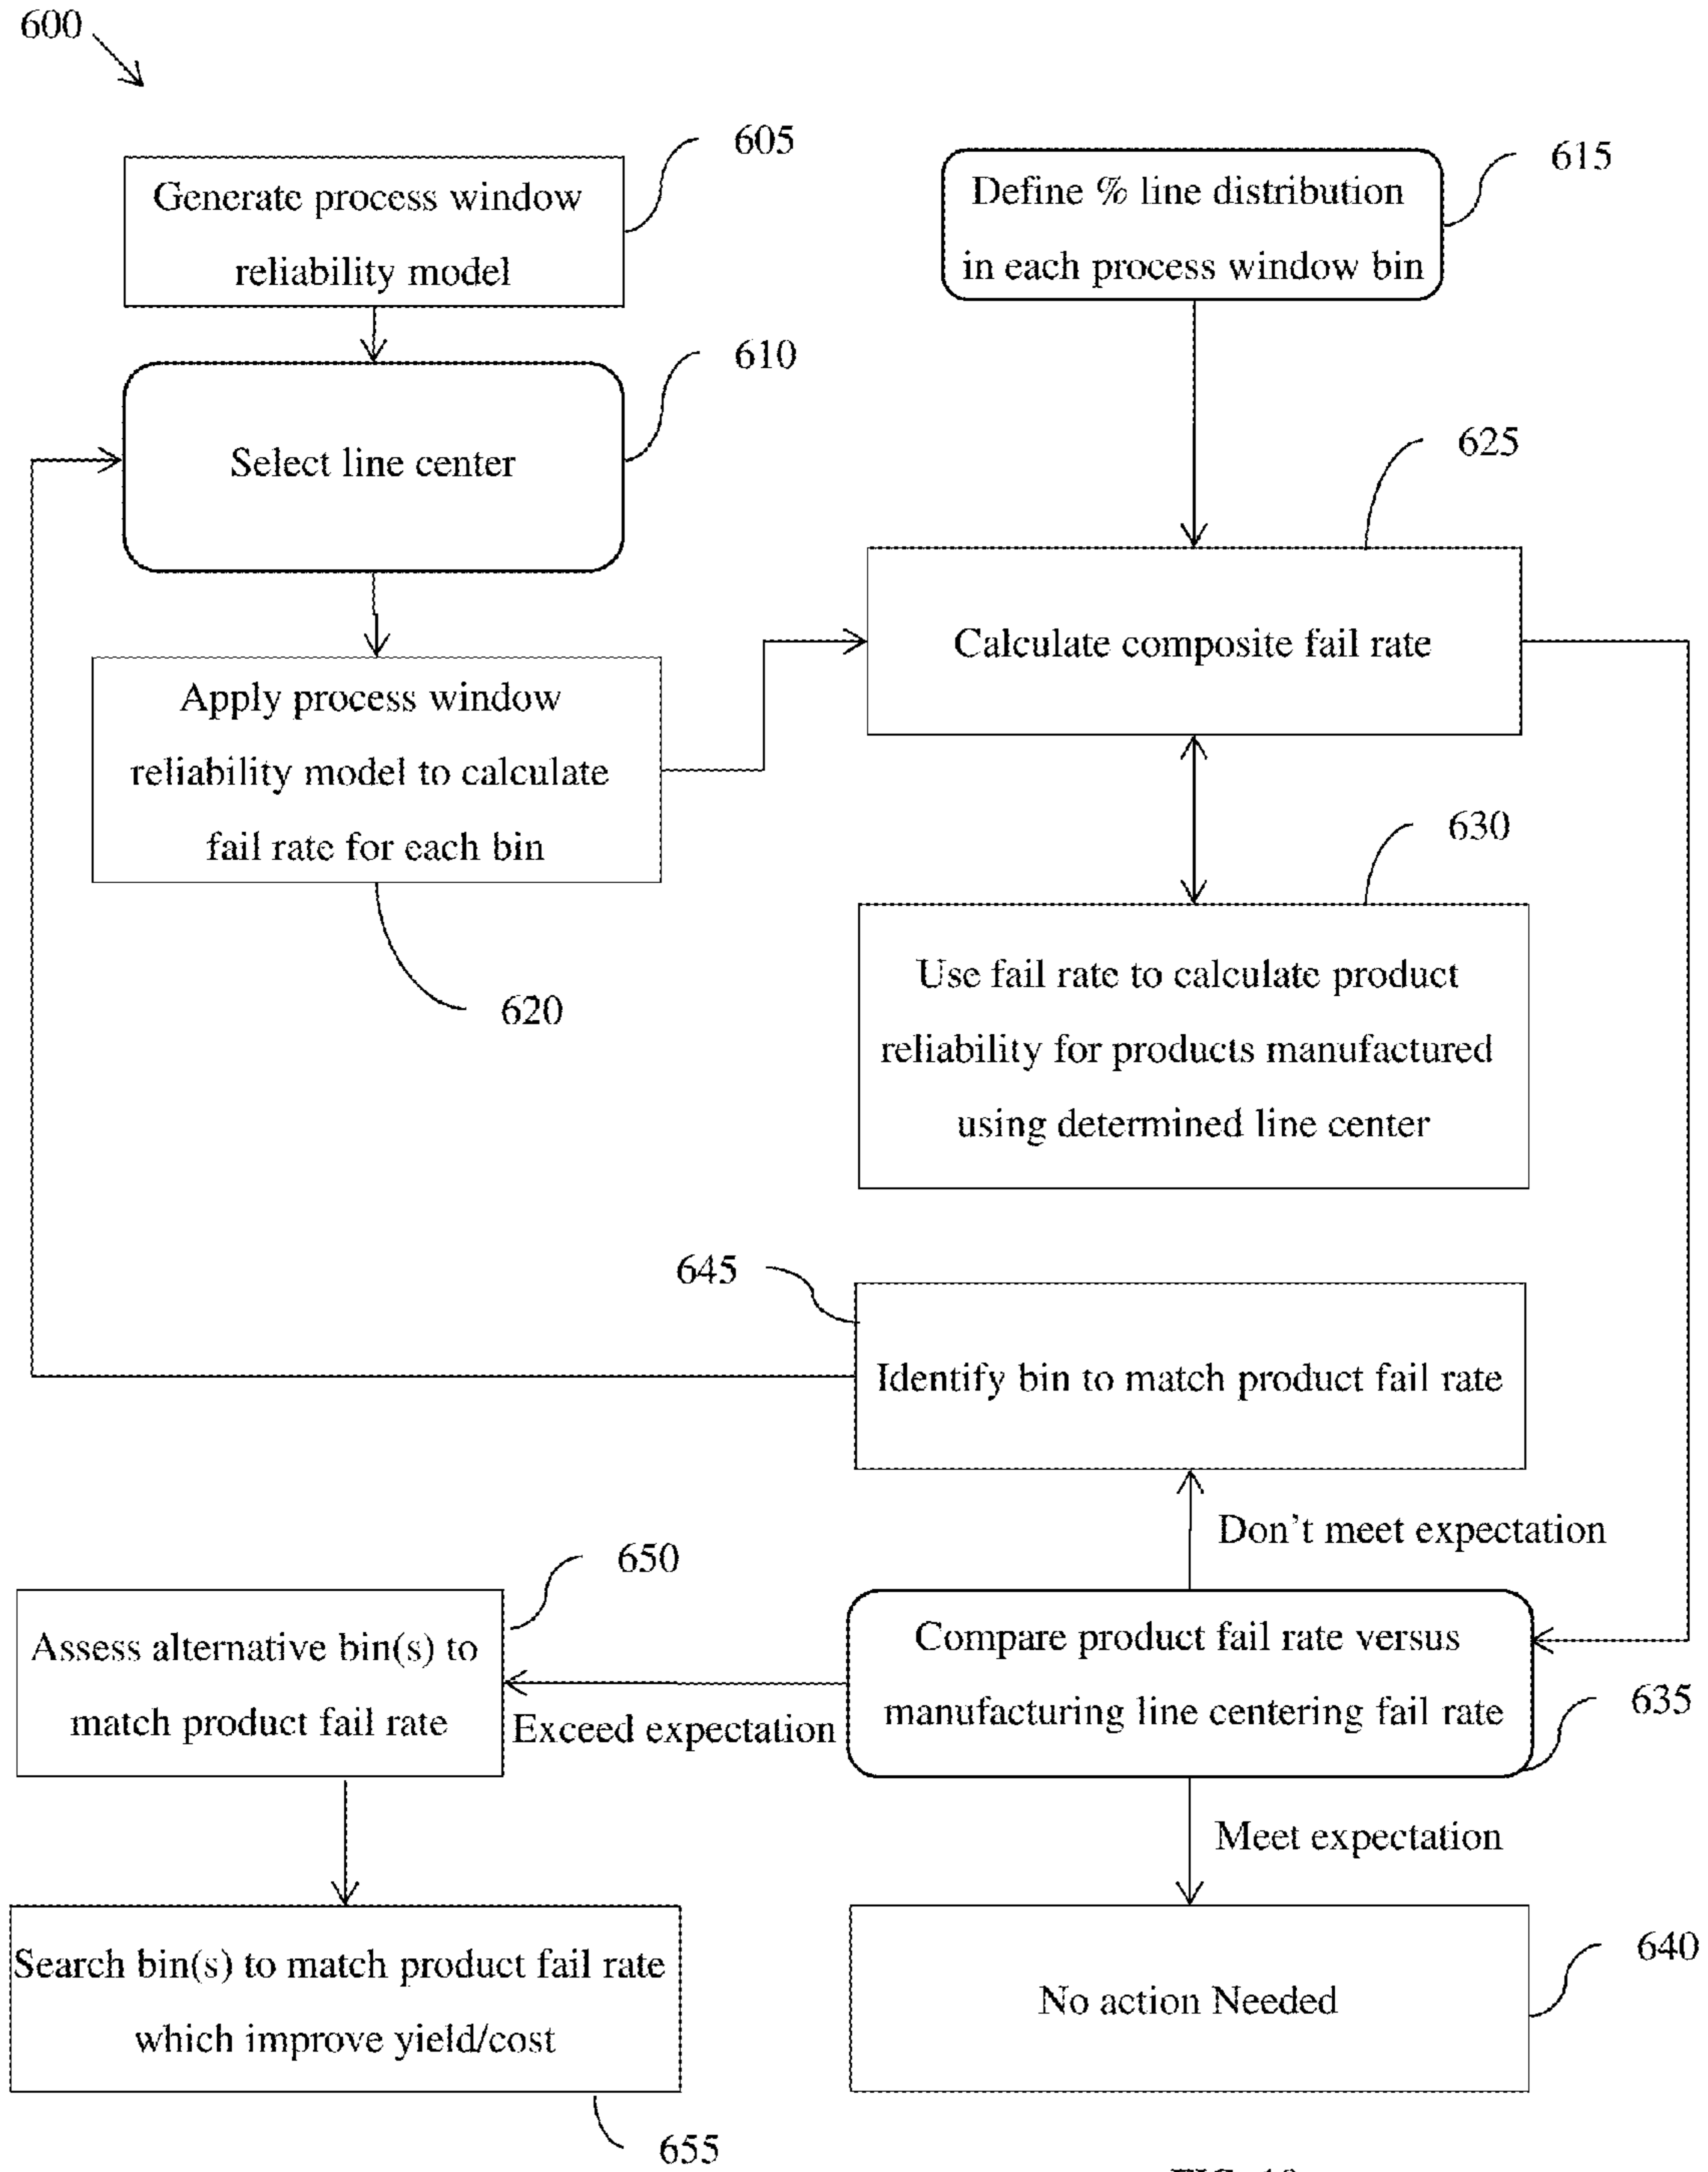 600
605
Generate process window
reliability model
615
Define % line distribution
in each process window bin
610
Select line center
625
Calculate composite fail rate
Apply process window
reliability model to calculate
fail rate for each bin
620
630
Use fail rate to calculate product
reliability for products manufactured
using determined line center
645
Identify bin to match product fail rate
Don't meet expectation
650
Assess alternative bin(s) to
match product fail rate
Exceed expectation
Compare product fail rate versus
manufacturing line centering fail rate
635
Meet expectation
Search bin(s) to match product fail rate
which improve yield/cost
655
No action Needed
640